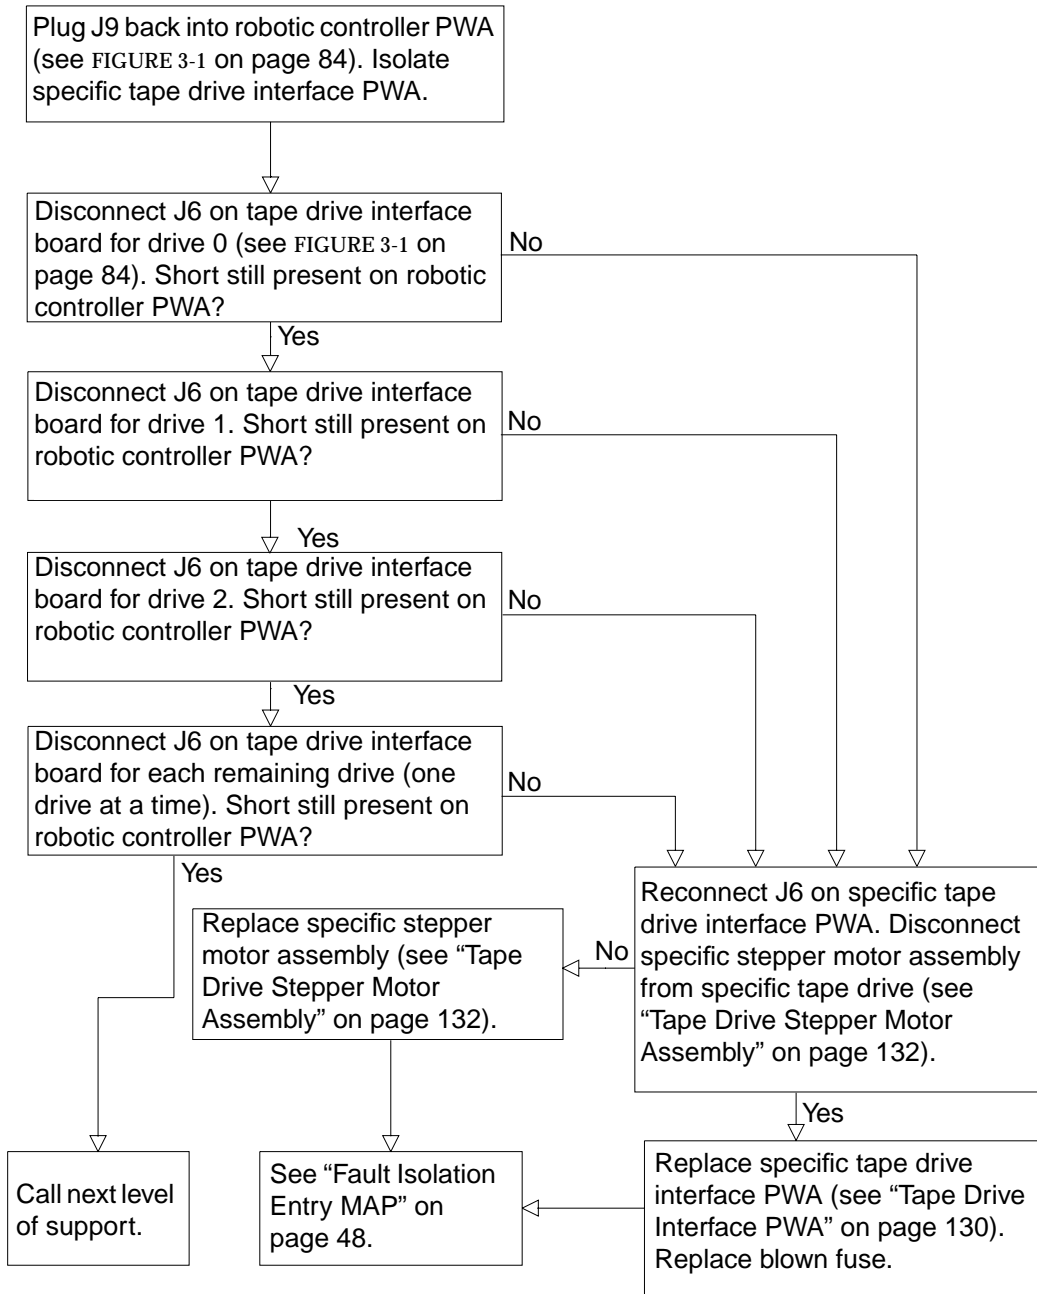 Plug J9 back into robotic controller PWA
(see FIGURE 3-1 on page 84). Isolate
specific tape drive interface PWA.
Disconnect J6 on tape drive interface
board for drive 0 (see FIGURE 3-1 on
page 84). Short still present on robotic
controller PWA?
No
Yes
Disconnect J6 on tape drive interface
board for drive 1. Short still present on
robotic controller PWA?
No
Yes
Disconnect J6 on tape drive interface
board for drive 2. Short still present on
robotic controller PWA?
No
Yes
Disconnect J6 on tape drive interface
board for each remaining drive (one
drive at a time). Short still present on
robotic controller PWA?
No
Yes
Reconnect J6 on specific tape
drive interface PWA. Disconnect
specific stepper motor assembly
from specific tape drive (see
“Tape Drive Stepper Motor
Assembly” on page 132).
No
Replace specific stepper
motor assembly (see “Tape
Drive Stepper Motor
Assembly” on page 132).
Yes
Call next level
of support.
See “Fault Isolation
Entry MAP” on
page 48.
Replace specific tape drive
interface PWA (see “Tape Drive
Interface PWA” on page 130).
Replace blown fuse.